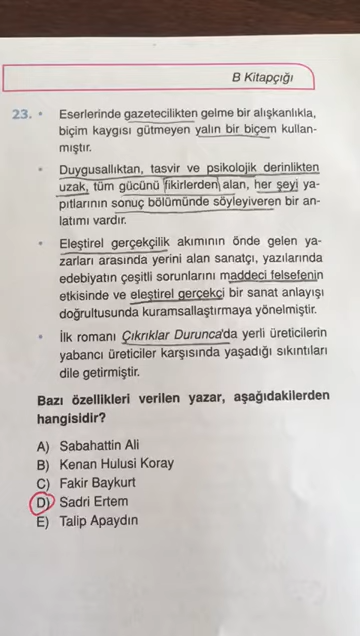 B Kitapçığı
23. • Eserlerinde gazetecilikten gelme bir alışkanlıkla,
biçim kaygısı gütmeyen yalın bir biçem kullan-
mıştır.
• Duygusallıktan, tasvir ve psikolojik derinlikten
uzak, tüm gücünü fikirlerden alan, her şeyi ya-
pıtlarının sonuç bölümünde söyleyiveren bir an-
latımı vardır.
• Eleştirel gerçekçilik akımının önde gelen ya-
zarları arasında yerini alan sanatçı, yazılarında
edebiyatın çeşitli sorunlarını maddeci felsefenin
etkisinde ve eleştirel gerçekçi bir sanat anlayışı
doğrultusunda kuramsallaştırmaya yönelmiştir.
• İlk romanı Çıkrıklar Durunca'da yerli üreticilerin
yabancı üreticiler karşısında yaşadığı sıkıntıları
dile getirmiştir.
Bazı özellikleri verilen yazar, aşağıdakilerden
hangisidir?
A) Sabahattin Ali
B) Kenan Hulusi Koray
C) Fakir Baykurt
D) Sadri Ertem
E) Talip Apaydın